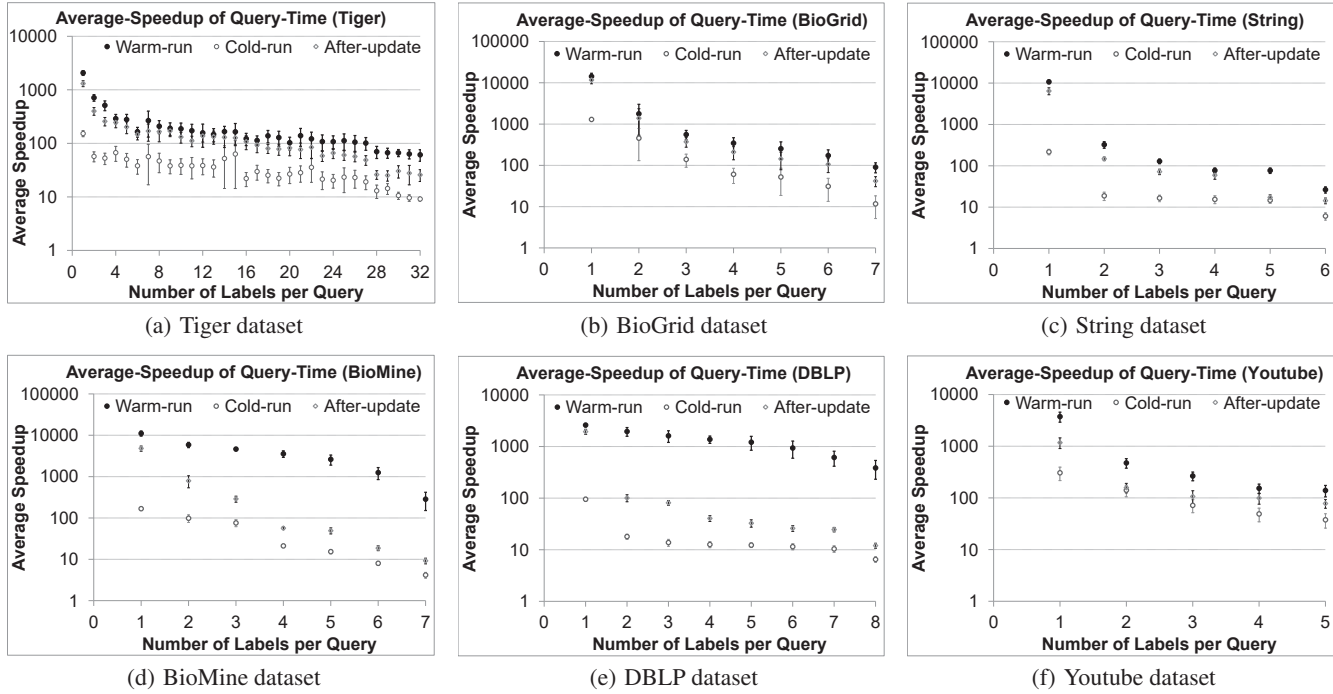 Average-Speedup of Query-Time (Tiger)
Warm-run Cold-run After-update
10000
1000
100
10
1
Average Speedup
0 4 8 12 16 20 24 28 32
Number of Labels per Query
(a) Tiger dataset
Average-Speedup of Query-Time (BioGrid)
100000
Warm-run Cold-run After-update
10000
1000
100
10
1
Average Speedup
0 1 2 3 4 5 6 7
Number of Labels per Query
(b) BioGrid dataset
Average-Speedup of Query-Time (String)
100000
Warm-run Cold-run After-update
10000
1000
100
10
1
Average Speedup
0 1 2 3 4 5 6
Number of Labels per Query
(c) String dataset
Average-Speedup of Query-Time (BioMine)
100000
Warm-run Cold-run After-update
10000
1000
100
10
1
Average Speedup
0 1 2 3 4 5 6 7
Number of Labels per Query
(d) BioMine dataset
Average-Speedup of Query-Time (DBLP)
10000
Warm-run Cold-run After-update
1000
100
10
1
Average Speedup
0 1 2 3 4 5 6 7 8
Number of Labels per Query
(e) DBLP dataset
Average-Speedup of Query-Time (Youtube)
10000
Warm-run Cold-run After-update
1000
100
10
1
Average Speedup
0 1 2 3 4 5
Number of Labels per Query
(f) Youtube dataset